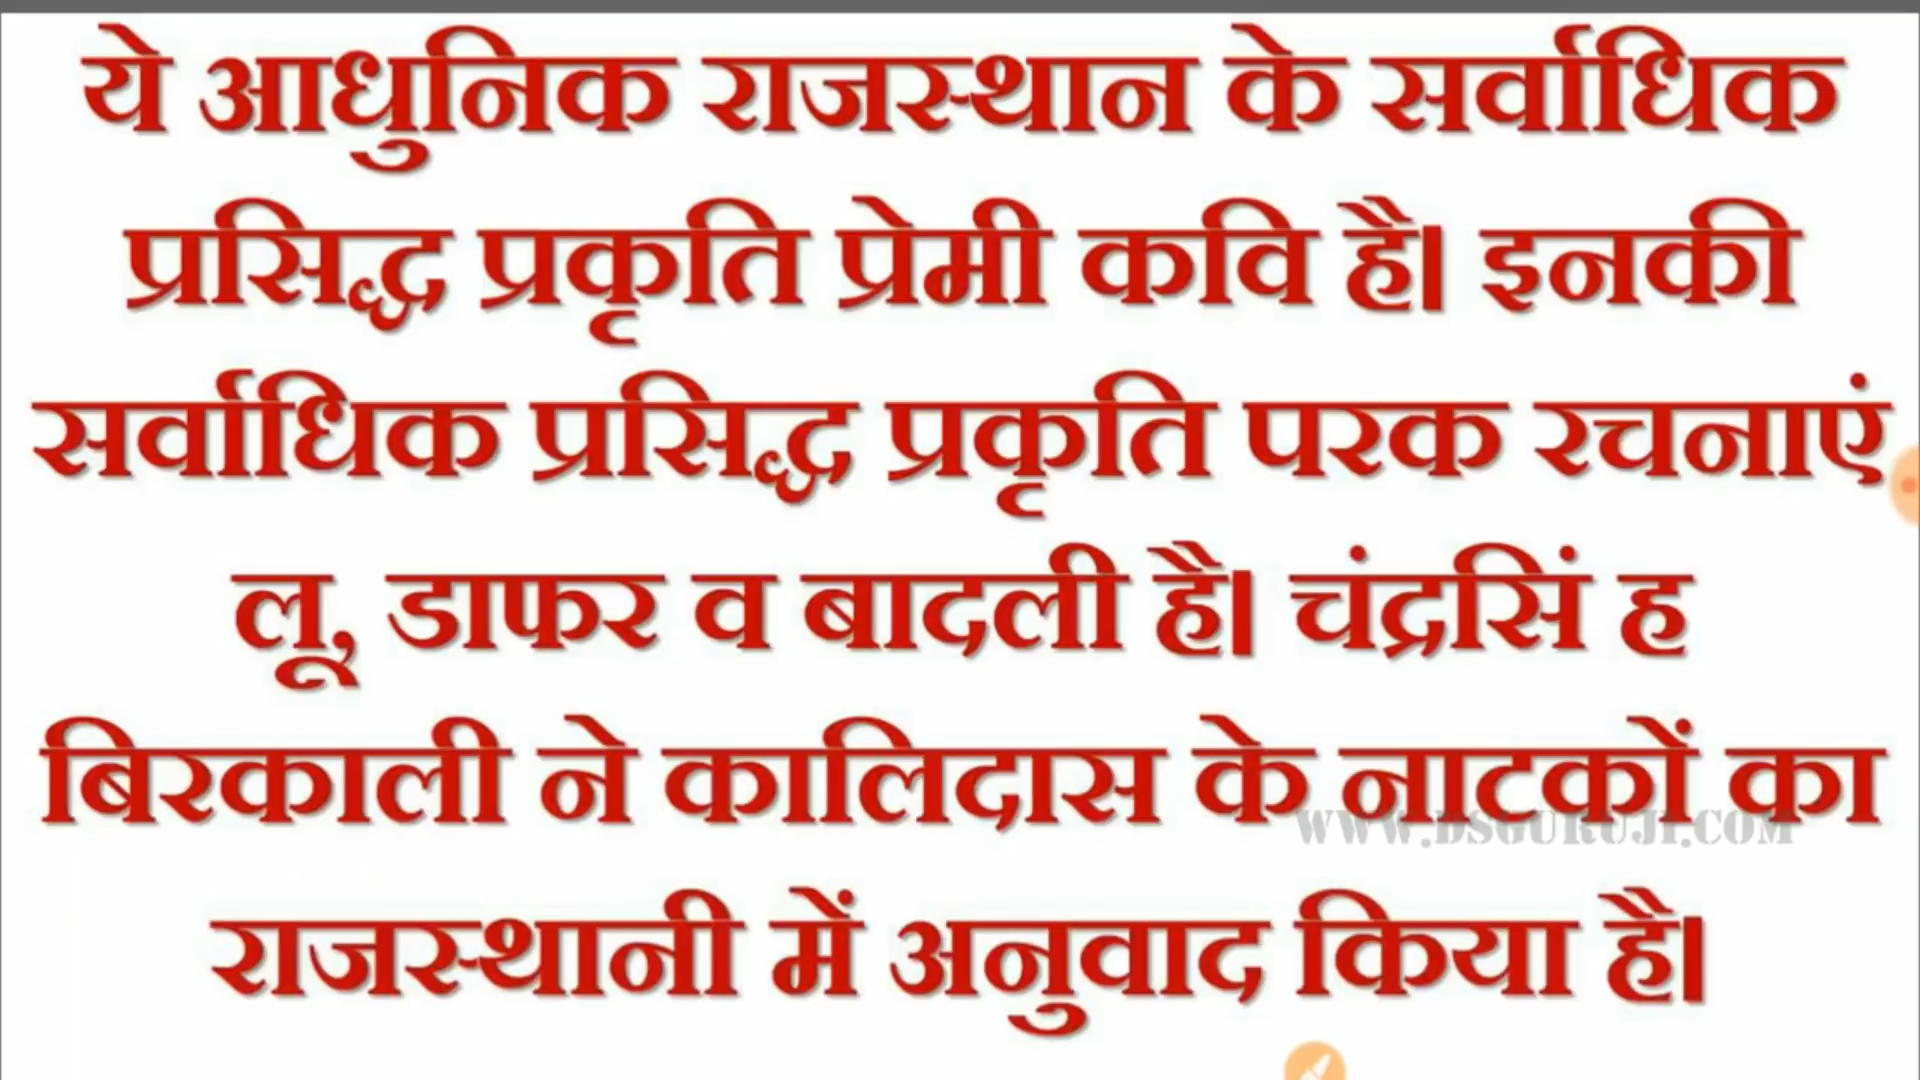 ये आधुनिक राजस्थान के सर्वाधिक
प्रसिद्ध प्रकृति प्रेमी कवि है। इनकी
सर्वाधिक प्रसिद्ध प्रकृति परक रचनाएं
लू, डाफर व बादली है। चंद्रसिं ह
बिरकाली ने कालिदास के नाटकों का
WWW.DSGURUJI.COM
राजस्थानी में अनुवाद किया है।